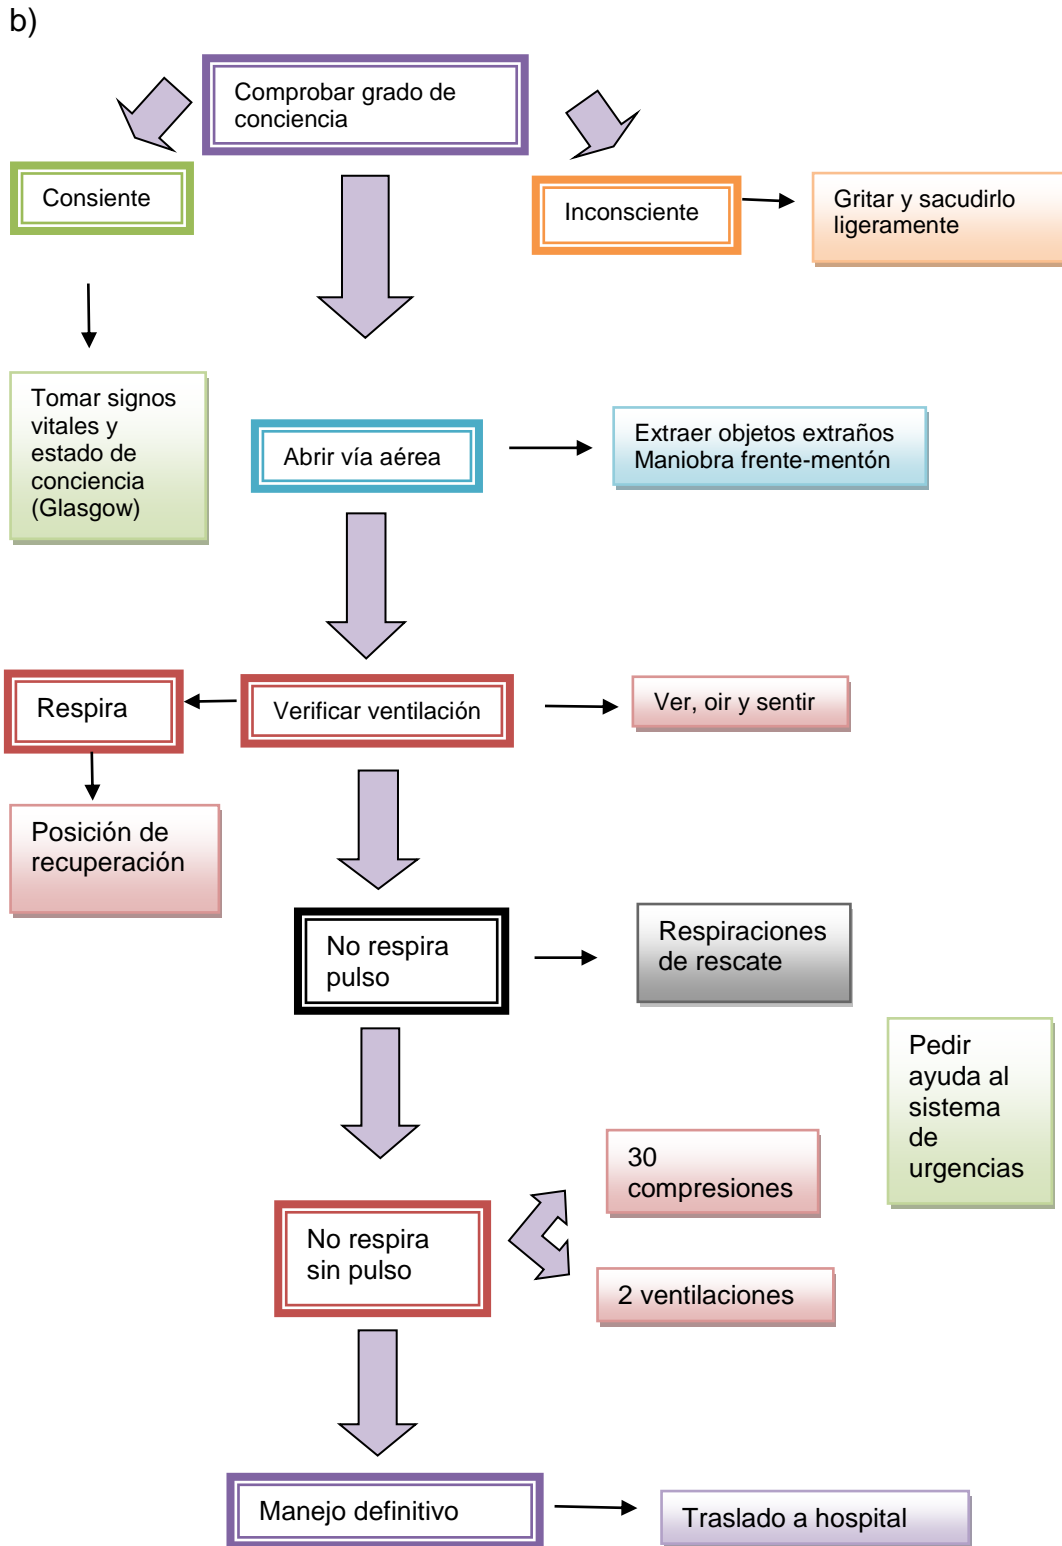 b)
Comprobar grado de
conciencia
Consiente
Inconsciente
Gritar y sacudirlo
ligeramente
Tomar signos
vitales y
estado de
conciencia
(Glasgow)
Abrir vía aérea
Extraer objetos extraños
Maniobra frente-mentón
Respira
Verificar ventilación
Ver, oir y sentir
Posición de
recuperación
No respira
pulso
Respiraciones
de rescate
Pedir
ayuda al
sistema
de
urgencias
30
compresiones
No respira
sin pulso
2 ventilaciones
Manejo definitivo
Traslado a hospital